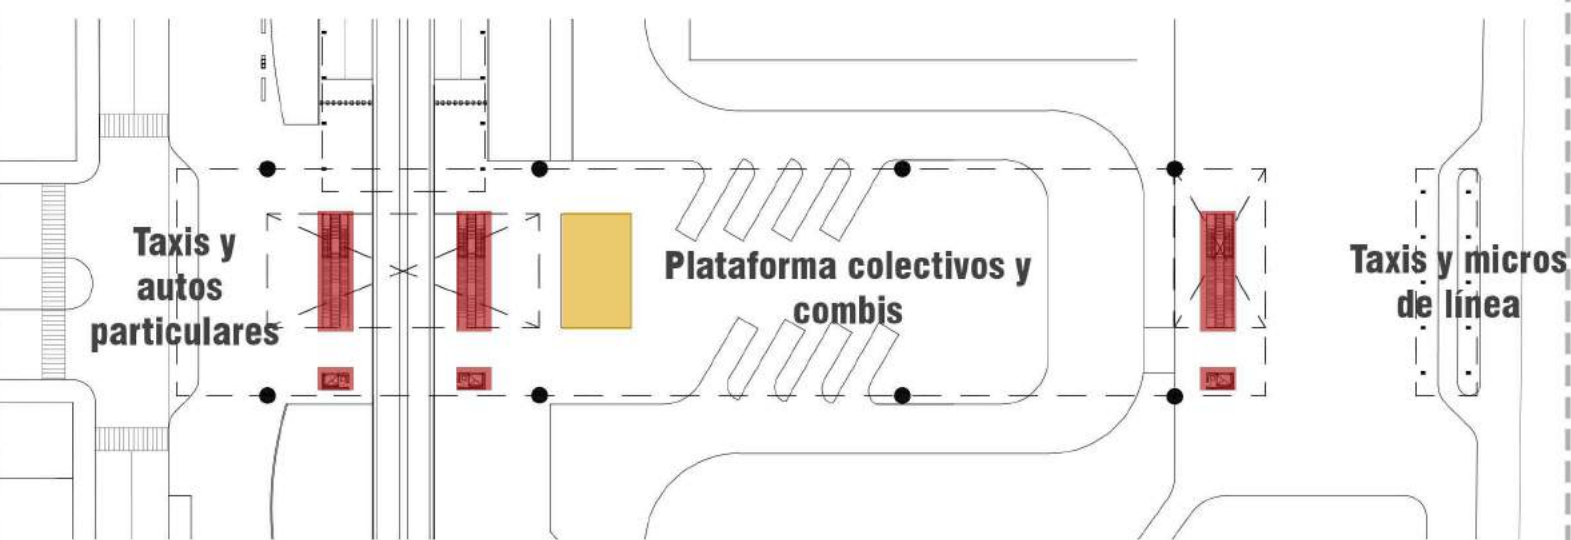 Taxis y
autos
particulares
Plataforma colectivos y
combis
Taxis y micros
de línea